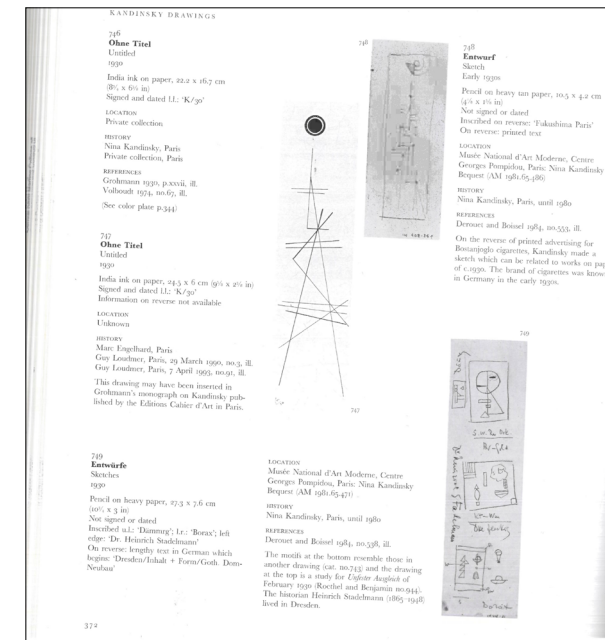 KANDINSKY DRAWINGS
746
Ohne Titel
Untitled
1930
India ink on paper, 22.2 x 16.7 cm
(8¾ x 6½ in)
Signed and dated l.l.: 'K/30'
LOCATION
Private collection
HISTORY
Nina Kandinsky, Paris
Private collection, Paris
REFERENCES
Grohmann 1930, p.xxvii, ill.
Volboudt 1974, no.67, ill.
(See color plate p.344)
747
Ohne Titel
Untitled
1930
India ink on paper, 24.5 x 6 cm (9⅝ x 2⅜ in)
Signed and dated l.l.: 'K/30'
Information on reverse not available
LOCATION
Unknown
HISTORY
Marc Engelhard, Paris
Guy Loudmer, Paris, 29 March 1990, no.3, ill.
Guy Loudmer, Paris, 7 April 1993, no.91, ill.
This drawing may have been inserted in
Grohmann's monograph on Kandinsky pub-
lished by the Editions Cahier d'Art in Paris.
749
Entwürfe
Sketches
1930
Pencil on heavy paper, 27.3 x 7.6 cm
(10¾ x 3 in)
Not signed or dated
Inscribed u.l.: 'Dämmrg'; l.r.: 'Borax'; left
edge: 'Dr. Heinrich Stadelmann'
On reverse: lengthy text in German which
begins: 'Dresden/Inhalt + Form/Goth. Dom-
Neubau'
372
747
LOCATION
Musée National d'Art Moderne, Centre
Georges Pompidou, Paris: Nina Kandinsky
Bequest (AM 1981.65.471)
HISTORY
Nina Kandinsky, Paris, until 1980
REFERENCES
Derouet and Boissel 1984, no.538, ill.
The motifs at the bottom resemble those in
another drawing (cat. no.743) and the drawing
at the top is a study for Unfester Ausgleich of
February 1930 (Roethel and Benjamin no.944).
The historian Heinrich Stadelmann (1865-1948)
lived in Dresden.
748
748
Entwurf
Sketch
Early 1930s
Pencil on heavy tan paper, 10.5 x 4.2 cm
(4⅛ x 1⅝ in)
Not signed or dated
Inscribed on reverse: 'Fukushima Paris'
On reverse: printed text
LOCATION
Musée National d'Art Moderne, Centre
Georges Pompidou, Paris: Nina Kandinsky
Bequest (AM 1981.65.486)
HISTORY
Nina Kandinsky, Paris, until 1980
REFERENCES
Derouet and Boissel 1984, no.553, ill.
On the reverse of printed advertising for
Bostanjoglo cigarettes, Kandinsky made a
sketch which can be related to works on pap
of c.1930. The brand of cigarettes was know
in Germany in the early 1930s.
749